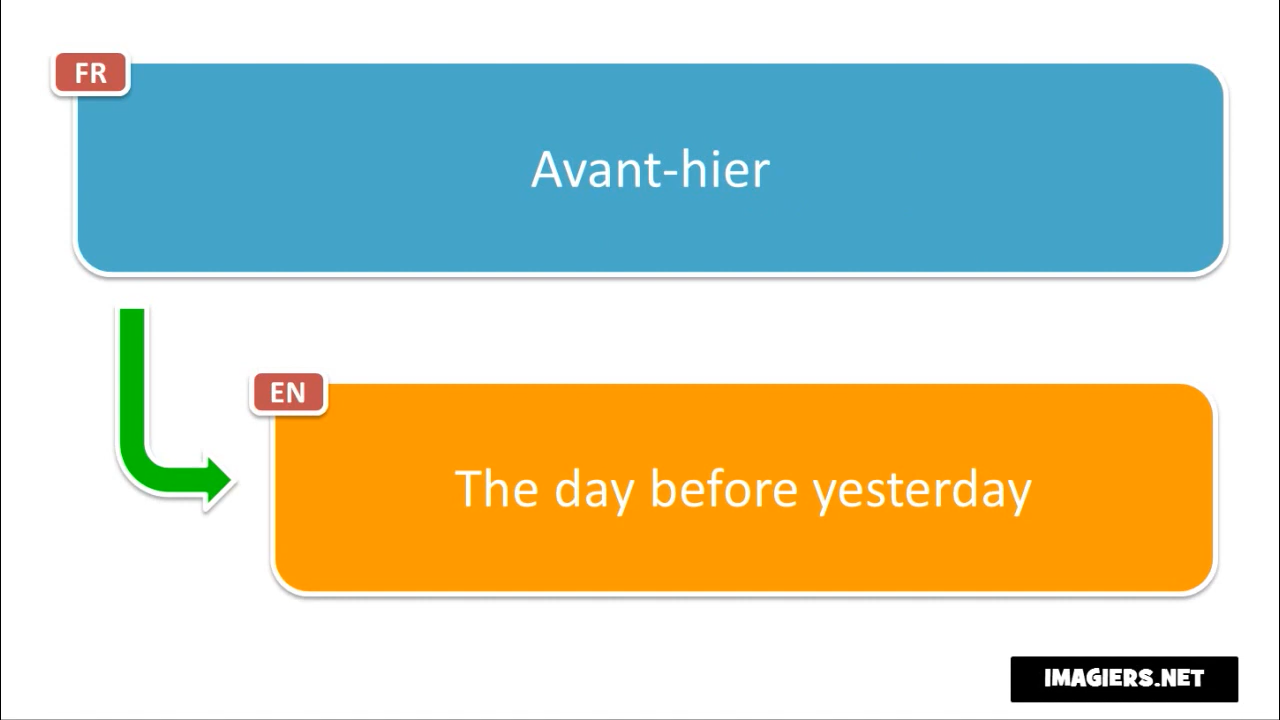 FR
Avant-hier
EN
The day before yesterday
IMAGIERS.NET